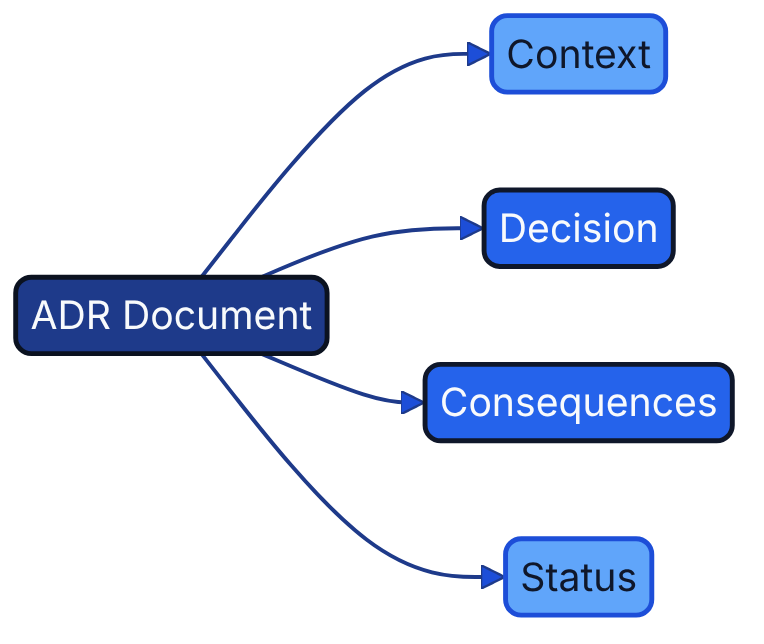 Context
Decision
ADR Document
Consequences
Status